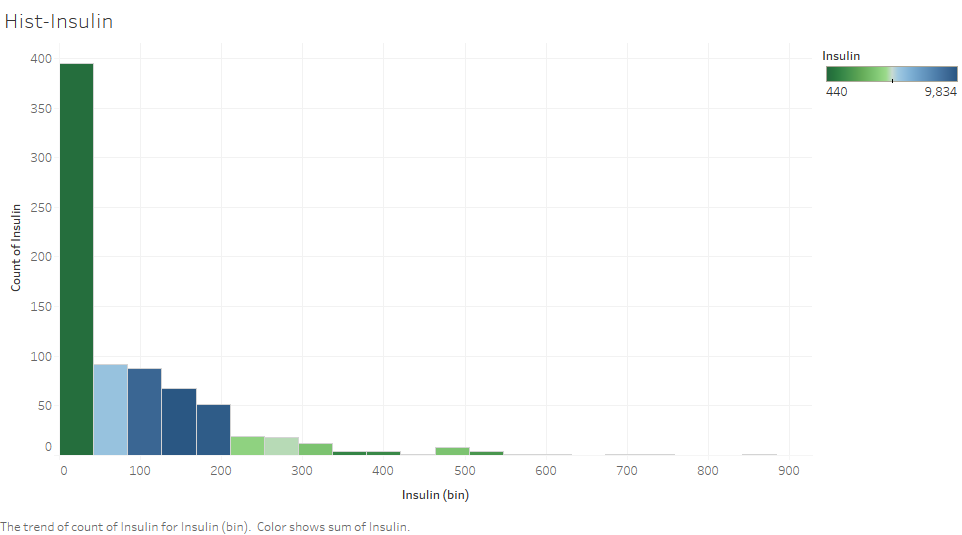 Hist-Insulin
Insulin
440 9,834
Count of Insulin
400
350
300
250
200
150
100
50
0
0 100 200 300 400 500 600 700 800 900
Insulin (bin)
The trend of count of Insulin for Insulin (bin). Color shows sum of Insulin.